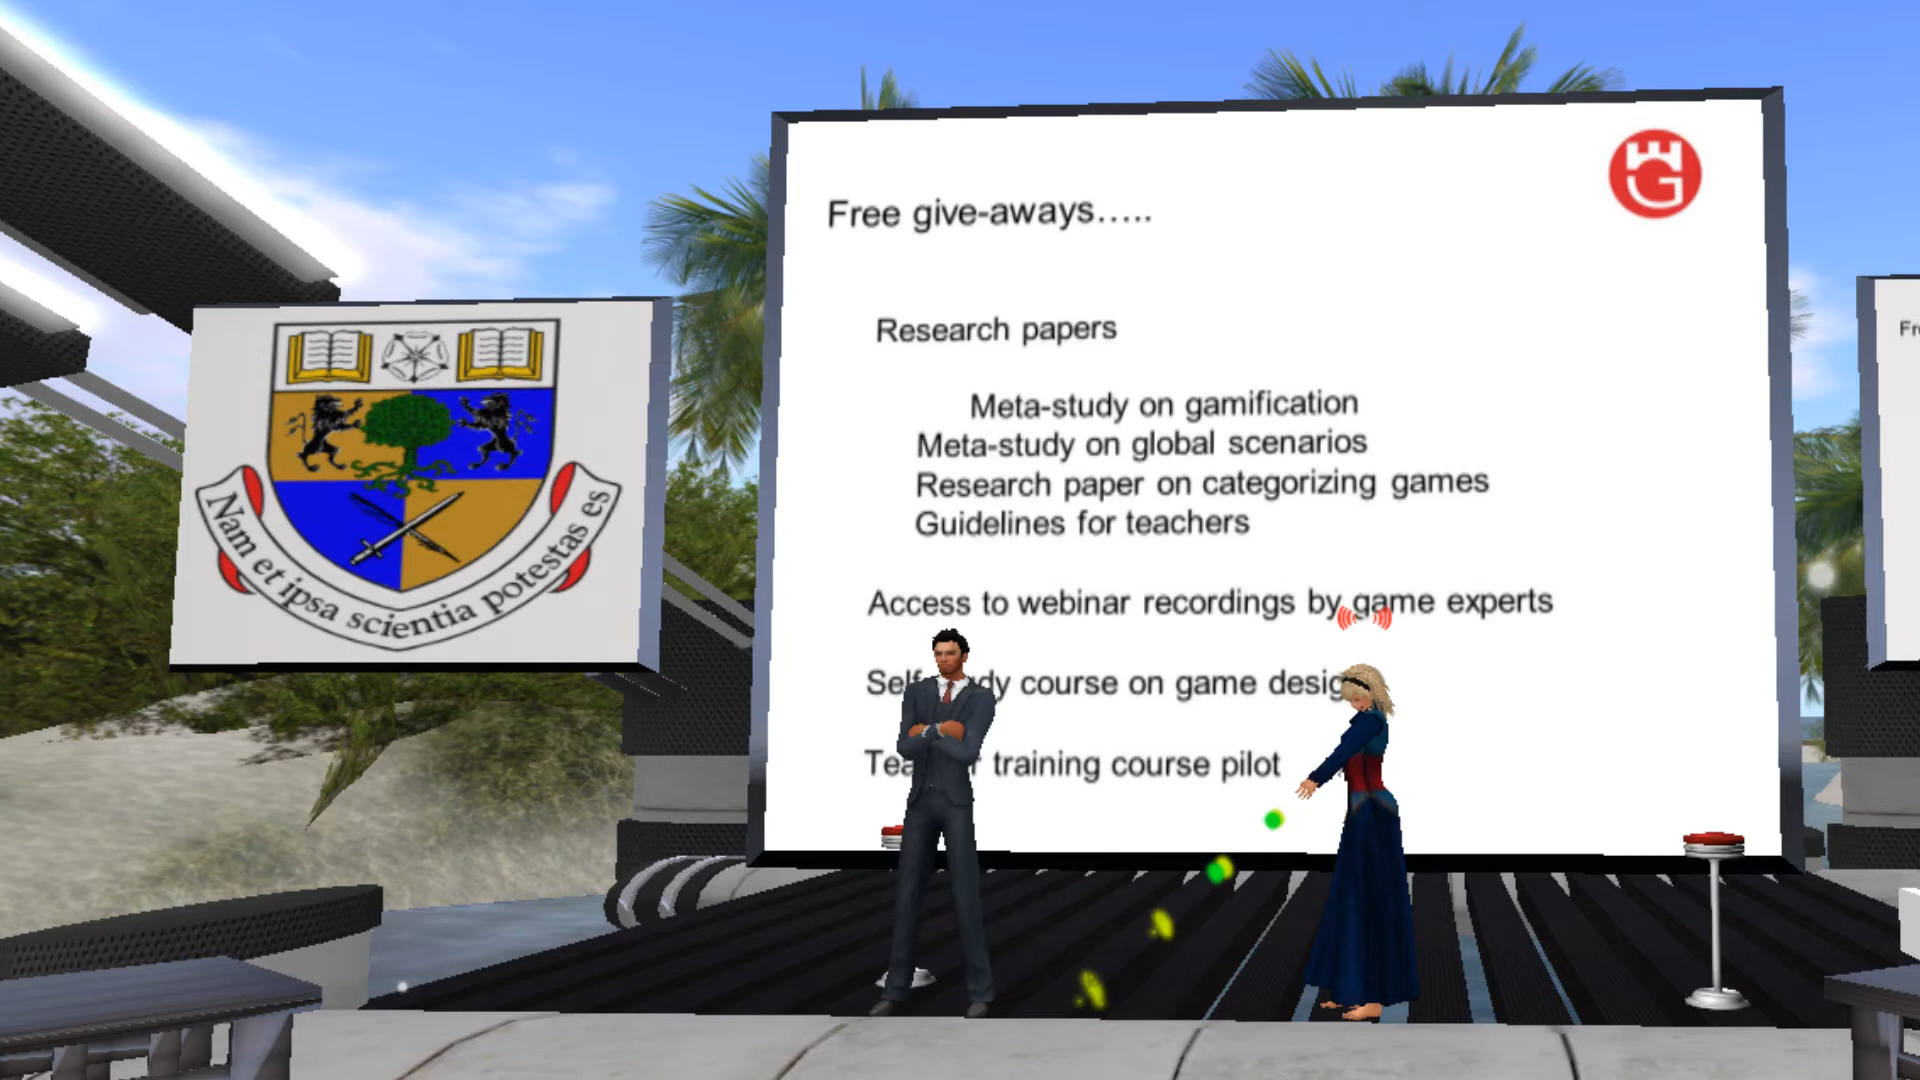 Nam et ipsa scientia potestas es
Free give-aways.....
Research papers
Meta-study on gamification
Meta-study on global scenarios
Research paper on categorizing games
Guidelines for teachers
Access to webinar recordings by game experts
course on game
training course pilot